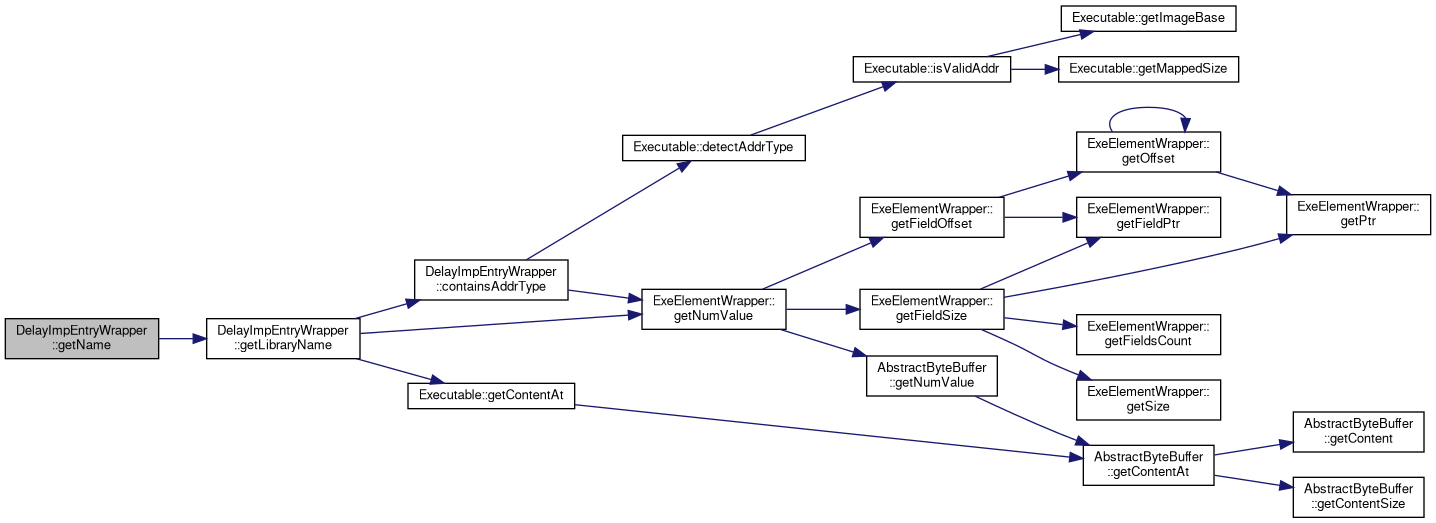 DelayImpEntryWrapper
::getName
DelayImpEntryWrapper
::getLibraryName
DelayImpEntryWrapper
::containsAddrType
Executable::getContentAt
Executable::detectAddrType
ExeElementWrapper::
getNumValue
Executable::isValidAddr
ExeElementWrapper::
getFieldOffset
ExeElementWrapper::
getFieldSize
AbstractByteBuffer
::getNumValue
Executable::getImageBase
Executable::getMappedSize
ExeElementWrapper::
getOffset
ExeElementWrapper::
getFieldPtr
ExeElementWrapper::
getFieldsCount
ExeElementWrapper::
getSize
AbstractByteBuffer
::getContentAt
ExeElementWrapper::
getPtr
AbstractByteBuffer
::getContent
AbstractByteBuffer
::getContentSize